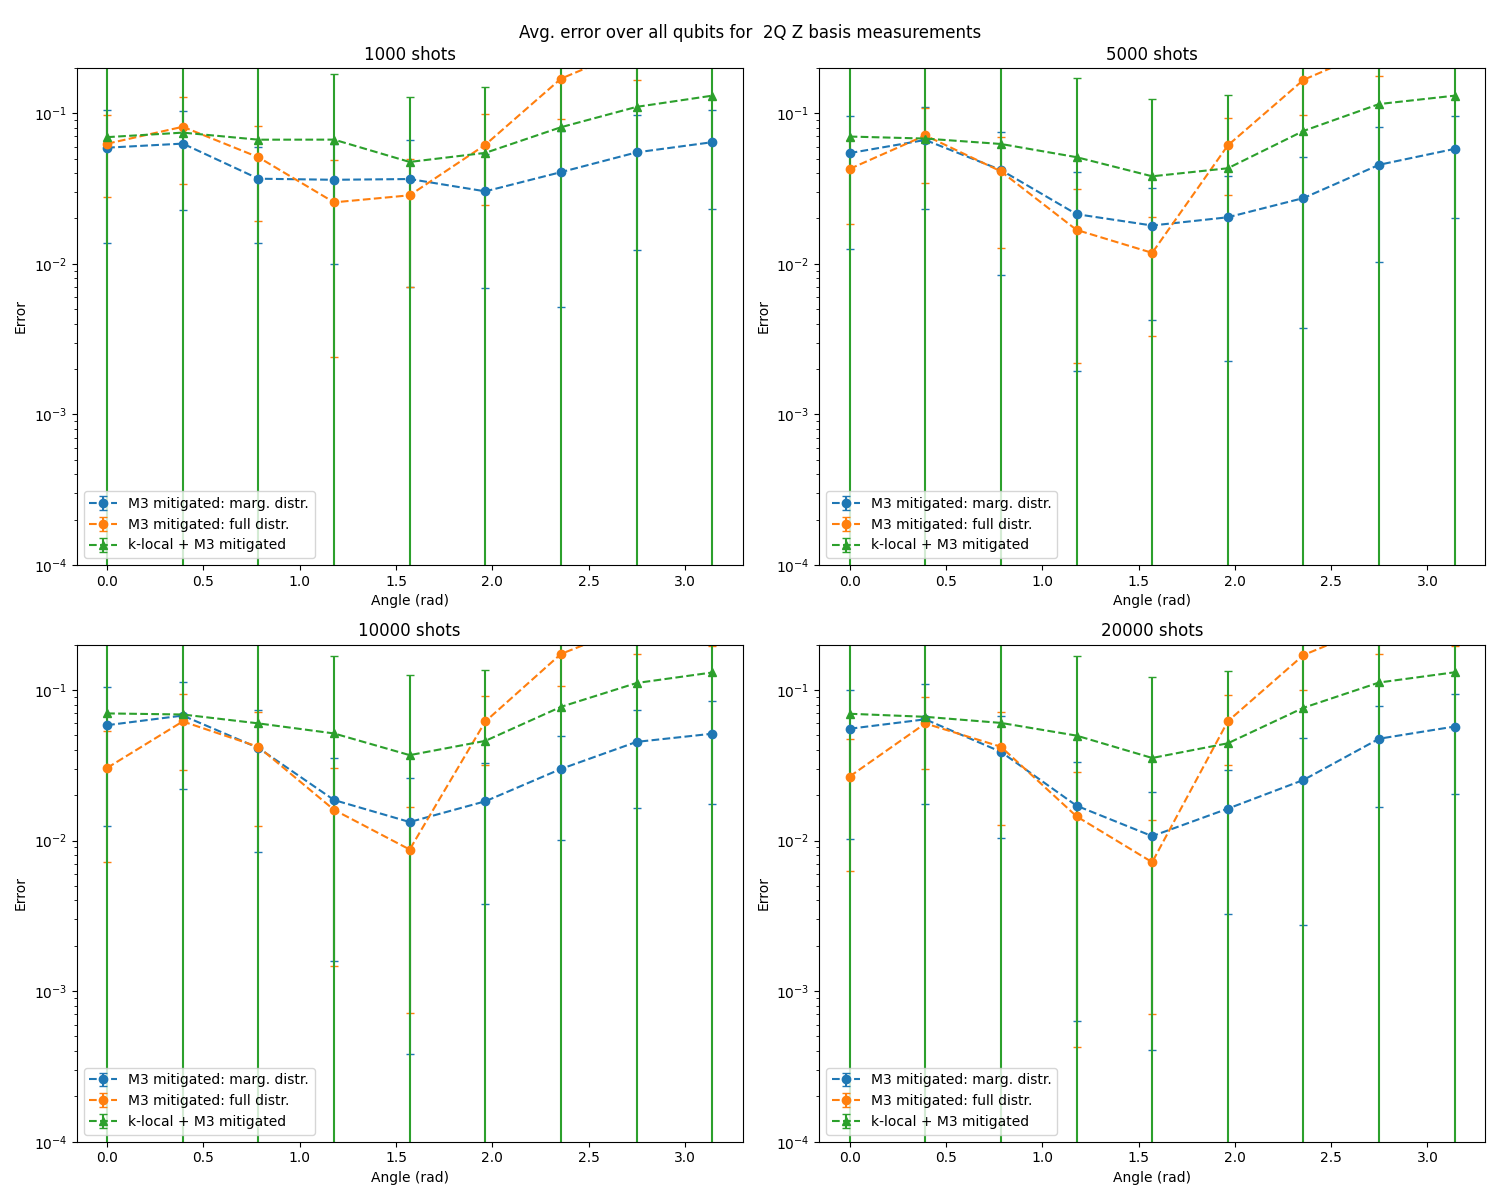 Avg. error over all qubits for  2Q Z basis measurements
1000 shots
Error
10⁻¹
10⁻²
10⁻³
10⁻⁴
M3 mitigated: marg. distr.
M3 mitigated: full distr.
k-local + M3 mitigated
0.0 0.5 1.0 1.5 2.0 2.5 3.0
Angle (rad)
5000 shots
Error
10⁻¹
10⁻²
10⁻³
10⁻⁴
M3 mitigated: marg. distr.
M3 mitigated: full distr.
k-local + M3 mitigated
0.0 0.5 1.0 1.5 2.0 2.5 3.0
Angle (rad)
10000 shots
Error
10⁻¹
10⁻²
10⁻³
10⁻⁴
M3 mitigated: marg. distr.
M3 mitigated: full distr.
k-local + M3 mitigated
0.0 0.5 1.0 1.5 2.0 2.5 3.0
Angle (rad)
20000 shots
Error
10⁻¹
10⁻²
10⁻³
10⁻⁴
M3 mitigated: marg. distr.
M3 mitigated: full distr.
k-local + M3 mitigated
0.0 0.5 1.0 1.5 2.0 2.5 3.0
Angle (rad)